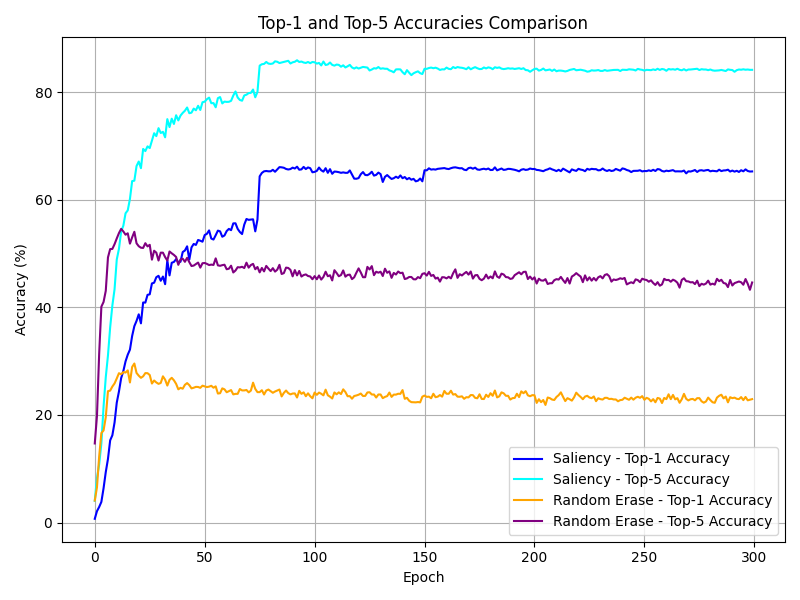 Top-1 and Top-5 Accuracies Comparison
Accuracy (%)
80
60
40
20
0
0 50 100 150 200 250 300
Epoch
Saliency - Top-1 Accuracy
Saliency - Top-5 Accuracy
Random Erase - Top-1 Accuracy
Random Erase - Top-5 Accuracy